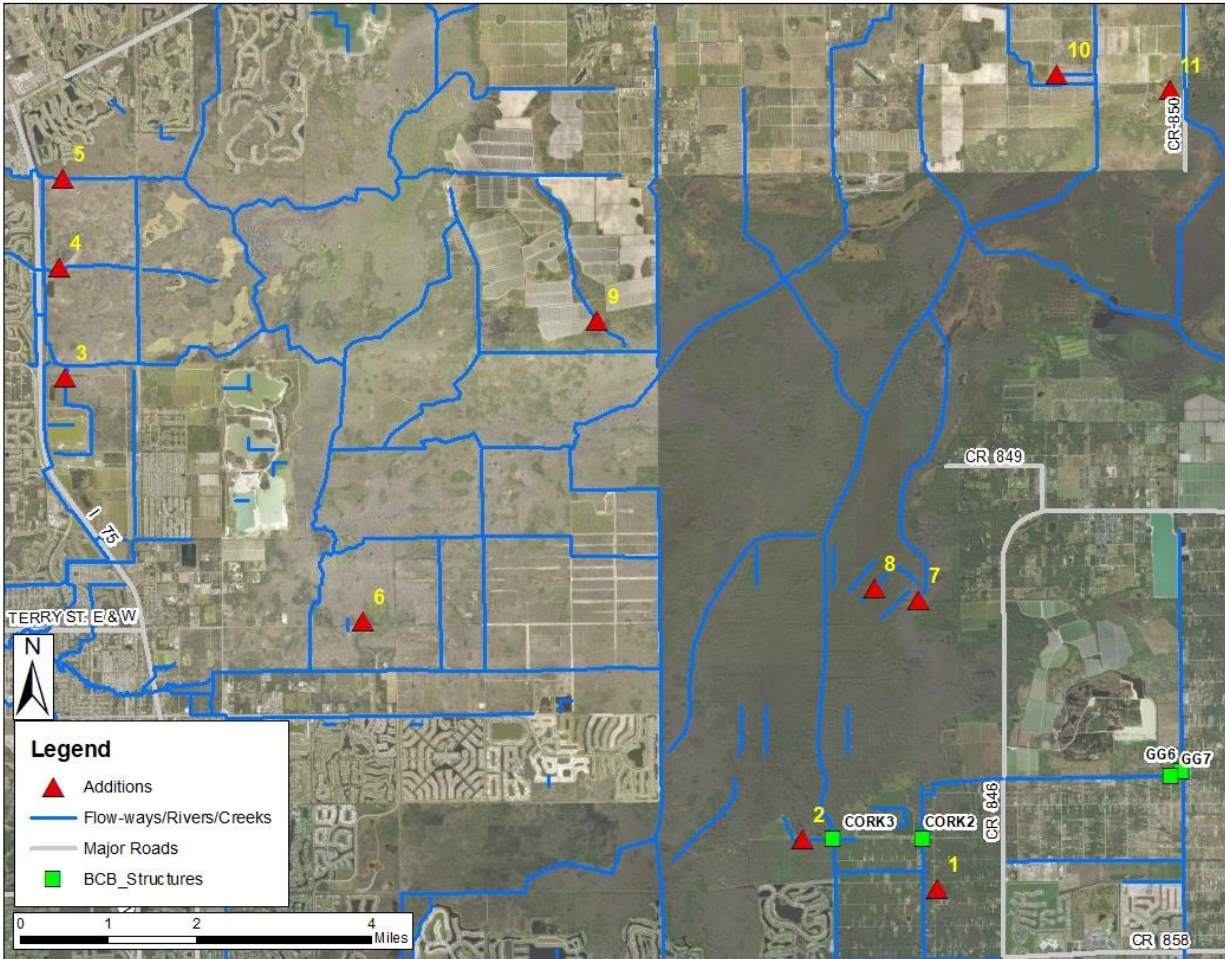 10
11
CR-850
5
4
9
3
CR 849
I 75
8
7
6
TERRY ST. E & W
N
GG6
GG7
CR 846
2
CORK3
CORK2
1
CR 858
Legend
Additions
Flow-ways/Rivers/Creeks
Major Roads
BCB_Structures
0 1 2 4
Miles